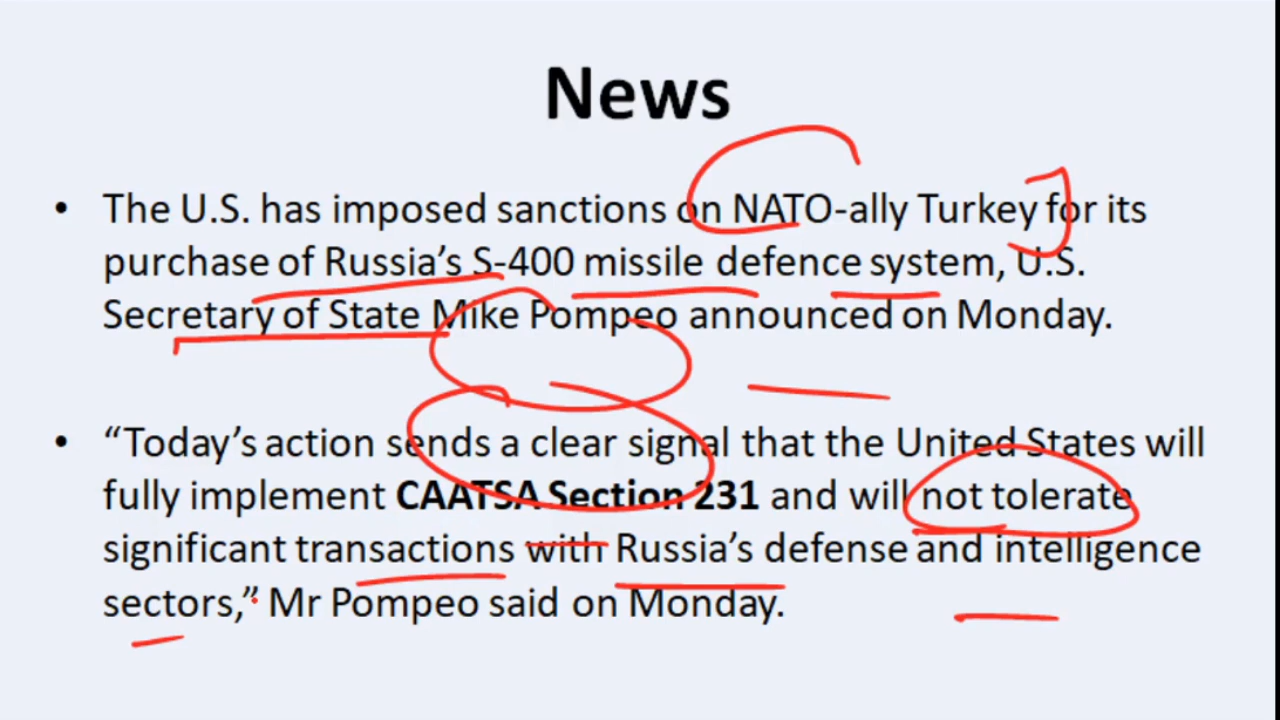 News
• The U.S. has imposed sanctions on NATO-ally Turkey for its
purchase of Russia’s S-400 missile defence system, U.S.
Secretary of State Mike Pompeo announced on Monday.
• “Today’s action sends a clear signal that the United States will
fully implement CAATSA Section 231 and will not tolerate
significant transactions with Russia’s defense and intelligence
sectors,” Mr Pompeo said on Monday.